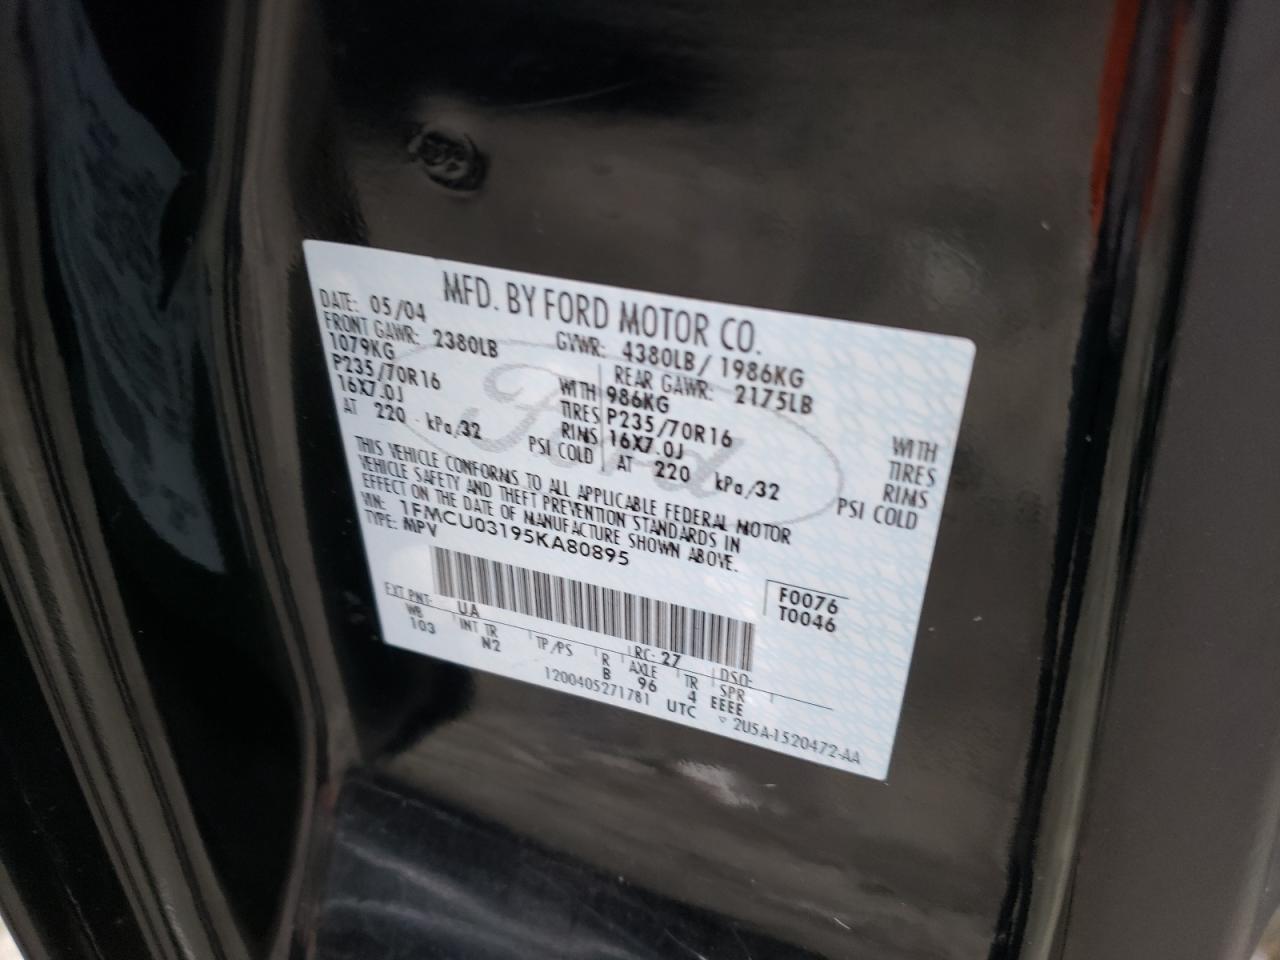 MFD. BY FORD MOTOR CO.
DATE: 05/04 GVWR: 4380LB/ 1986KG
FRONT GAWR: 2380LB REAR GAWR: 2175LB
1079KG WITH 986KG WITH
P235/70R16 TIRES P235/70R16 TIRES
16X7.0J RIMS 16X7.0J RIMS
AT 220 kPa/32 PSI COLD AT 220 kPa/32 PSI COLD
THIS VEHICLE CONFORMS TO ALL APPLICABLE FEDERAL MOTOR
VEHICLE SAFETY AND THEFT PREVENTION STANDARDS IN
EFFECT ON THE DATE OF MANUFACTURE SHOWN ABOVE.
VIN: 1FMCU03195KA80895
TYPE: MPV
F0076
T0046
EXT PNT: UA RC: 27 DSO:
WB INT TR TP/PS R AXLE TR SPR
103 N2 B 96 4 EEEE
1200405271781 UTC ▽ 2U5A-1520472-AA
Ford